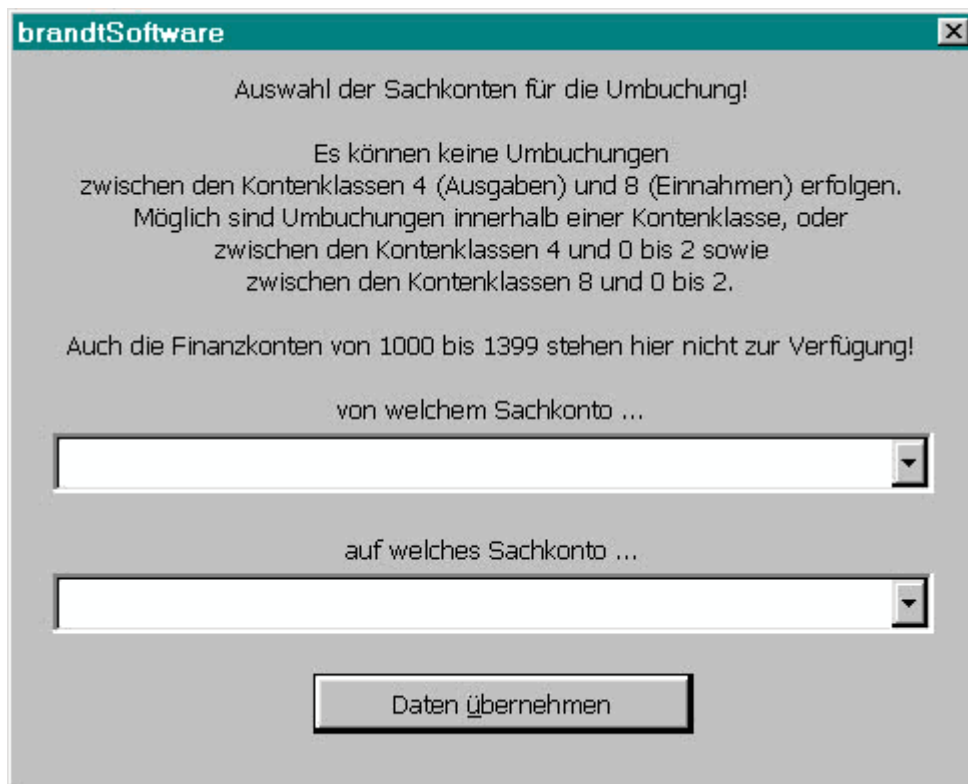 brandtSoftware
Auswahl der Sachkonten für die Umbuchung!
Es können keine Umbuchungen
zwischen den Kontenklassen 4 (Ausgaben) und 8 (Einnahmen) erfolgen.
Möglich sind Umbuchungen innerhalb einer Kontenklasse, oder
zwischen den Kontenklassen 4 und 0 bis 2 sowie
zwischen den Kontenklassen 8 und 0 bis 2.
Auch die Finanzkonten von 1000 bis 1399 stehen hier nicht zur Verfügung!
von welchem Sachkonto ...
auf welches Sachkonto ...
Daten übernehmen